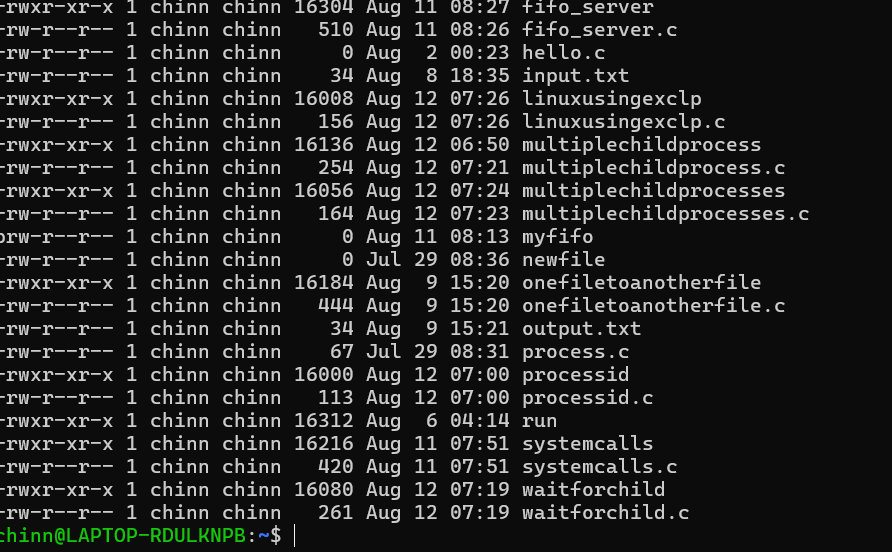 -rwxr-xr-x 1 chinn chinn 16304 Aug 11 08:27 fifo_server
-rw-r--r-- 1 chinn chinn   510 Aug 11 08:26 fifo_server.c
-rw-r--r-- 1 chinn chinn     0 Aug  2 00:23 hello.c
-rw-r--r-- 1 chinn chinn    34 Aug  8 18:35 input.txt
-rwxr-xr-x 1 chinn chinn 16008 Aug 12 07:26 linuxusingexclp
-rw-r--r-- 1 chinn chinn   156 Aug 12 07:26 linuxusingexclp.c
-rwxr-xr-x 1 chinn chinn 16136 Aug 12 06:50 multiplechildprocess
-rw-r--r-- 1 chinn chinn   254 Aug 12 07:21 multiplechildprocess.c
-rwxr-xr-x 1 chinn chinn 16056 Aug 12 07:24 multiplechildprocesses
-rw-r--r-- 1 chinn chinn   164 Aug 12 07:23 multiplechildprocesses.c
prw-r--r-- 1 chinn chinn     0 Aug 11 08:13 myfifo
-rw-r--r-- 1 chinn chinn     0 Jul 29 08:36 newfile
-rwxr-xr-x 1 chinn chinn 16184 Aug  9 15:20 onefiletoanotherfile
-rw-r--r-- 1 chinn chinn   444 Aug  9 15:20 onefiletoanotherfile.c
-rw-r--r-- 1 chinn chinn    34 Aug  9 15:21 output.txt
-rw-r--r-- 1 chinn chinn    67 Jul 29 08:31 process.c
-rwxr-xr-x 1 chinn chinn 16000 Aug 12 07:00 processid
-rw-r--r-- 1 chinn chinn   113 Aug 12 07:00 processid.c
-rwxr-xr-x 1 chinn chinn 16312 Aug  6 04:14 run
-rwxr-xr-x 1 chinn chinn 16216 Aug 11 07:51 systemcalls
-rw-r--r-- 1 chinn chinn   420 Aug 11 07:51 systemcalls.c
-rwxr-xr-x 1 chinn chinn 16080 Aug 12 07:19 waitforchild
-rw-r--r-- 1 chinn chinn   261 Aug 12 07:19 waitforchild.c
chinn@LAPTOP-RDULKNPB:~$